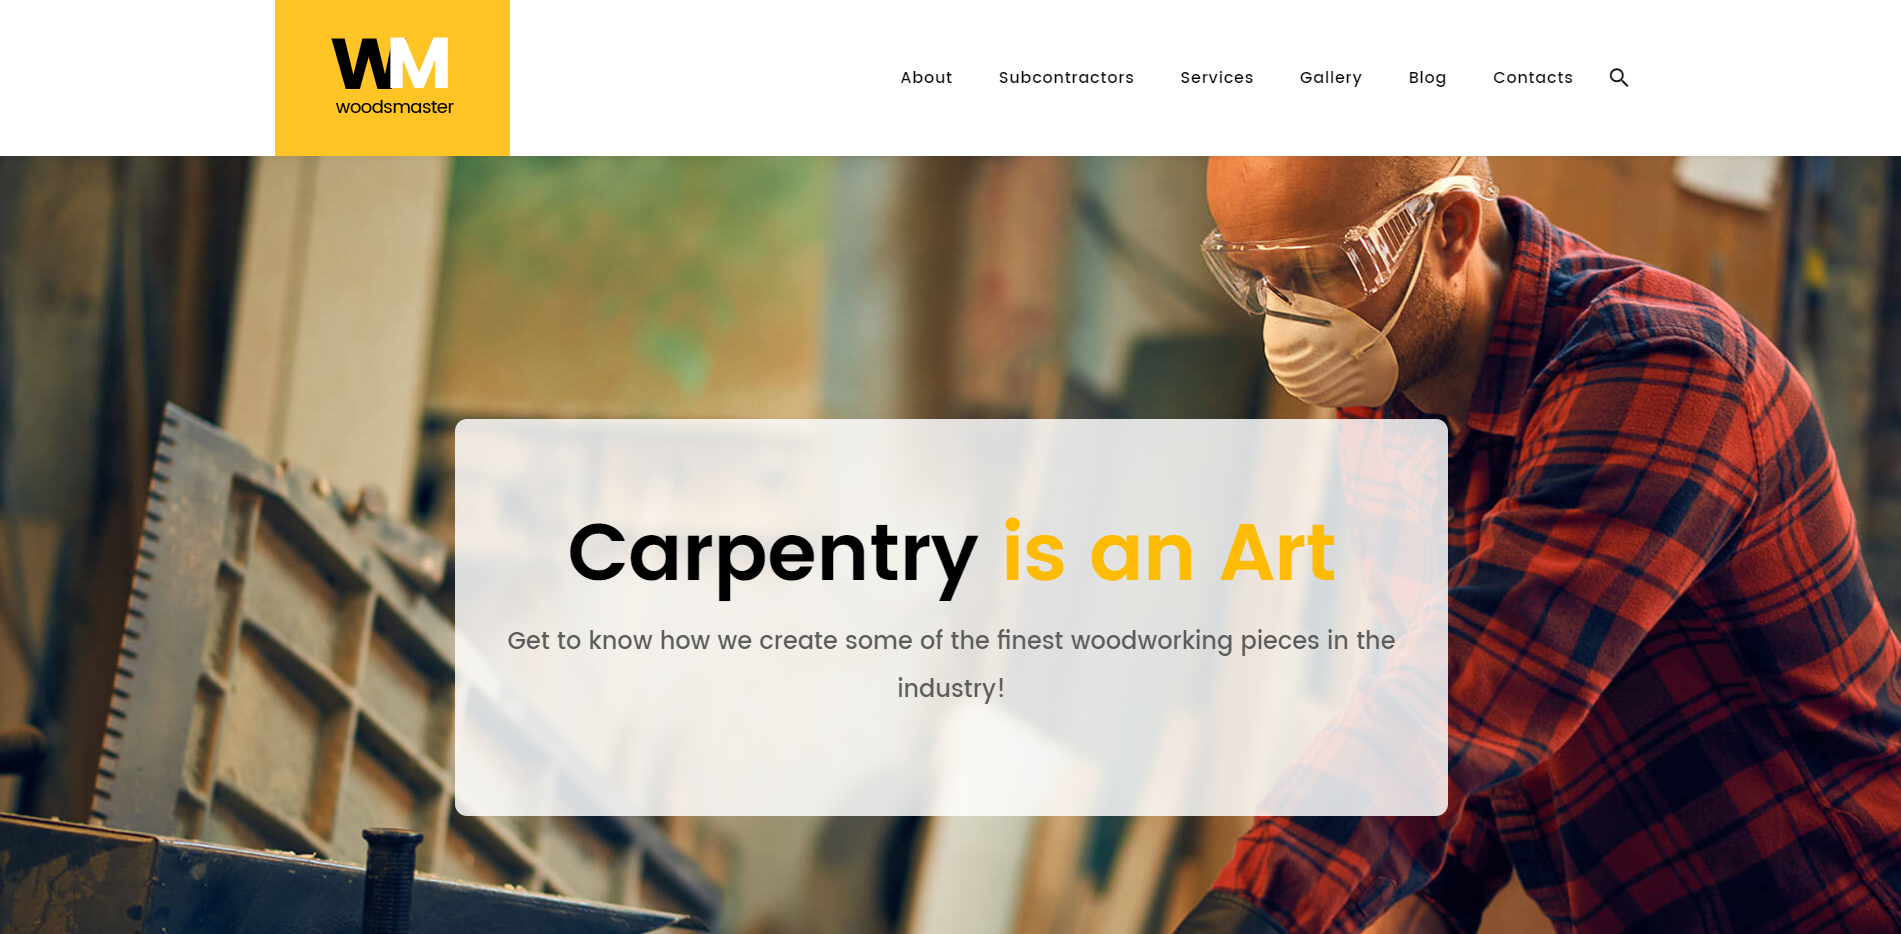 WM
woodsmaster
About Subcontractors Services Gallery Blog Contacts
Carpentry is an Art
Get to know how we create some of the finest woodworking pieces in the
industry!